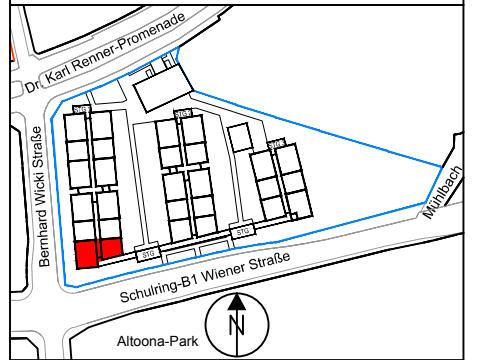 Dr. Karl Renner-Promenade
STG
STG
STG
Bernhard Wicki Straße
Mühlbach
STG
STG
Schulring-B1 Wiener Straße
Altoona-Park
N